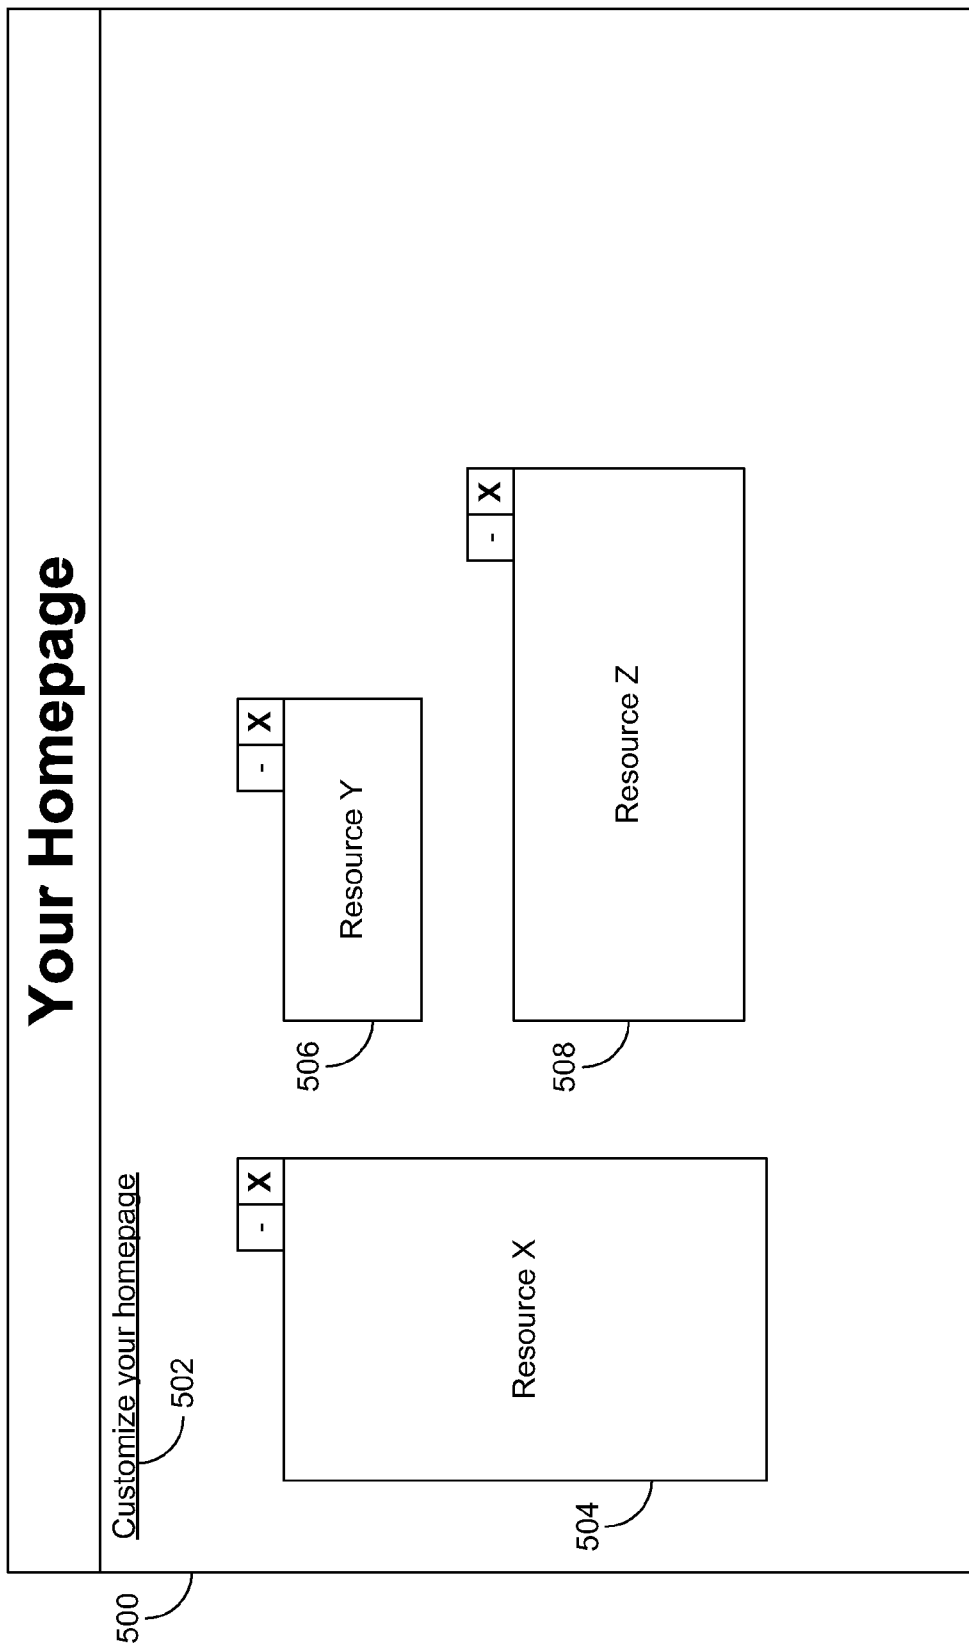 Your Homepage
Customize your homepage
500
502
- X
Resource X
504
- X
Resource Y
506
- X
Resource Z
508